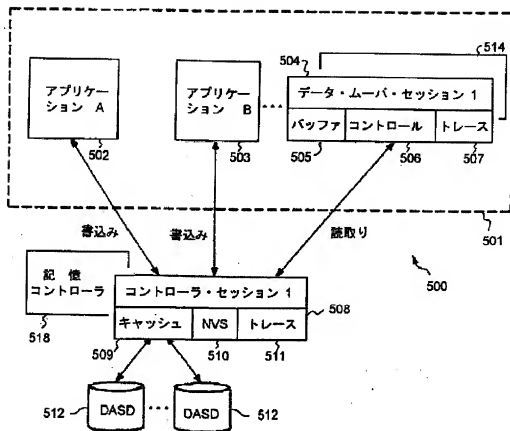 514
504
アプリケー
ション A
502
アプリケー
ション B
503
データ・ムーバ・セッション 1
バッファ
コントロール
トレース
505
506
507
501
書込み
書込み
読取り
500
記 憶
コントローラ
518
コントローラ・セッション 1
508
キャッシュ
NVS
トレース
509
510
511
512
DASD
DASD
512